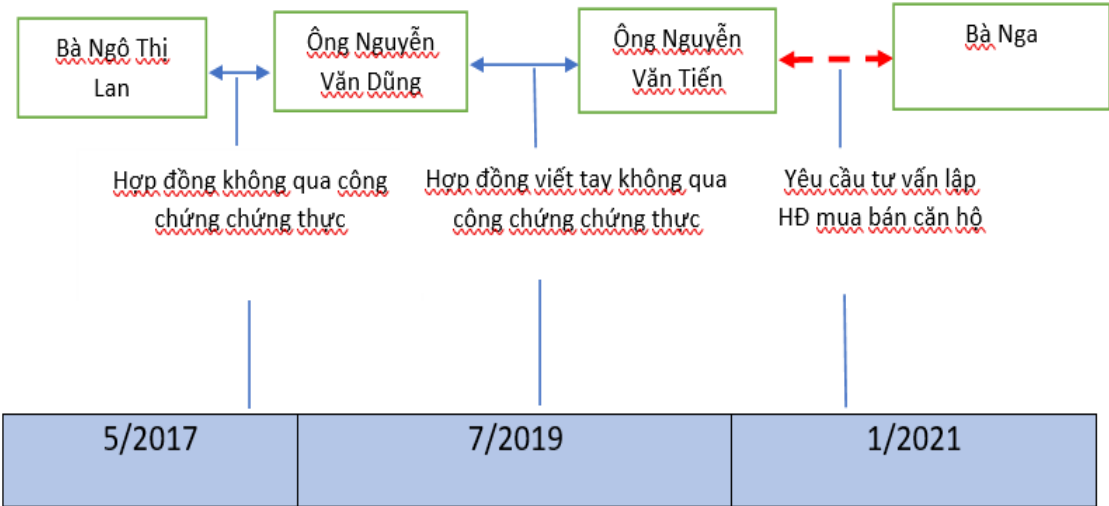 Bà Ngô Thị
Lan
Ông Nguyễn
Văn Dũng
Ông Nguyễn
Văn Tiến
Bà Nga
Hợp đồng không qua công
chứng chứng thực
Hợp đồng viết tay không qua
công chứng chứng thực
Yêu cầu tư vấn lập
HĐ mua bán căn hộ
5/2017
7/2019
1/2021